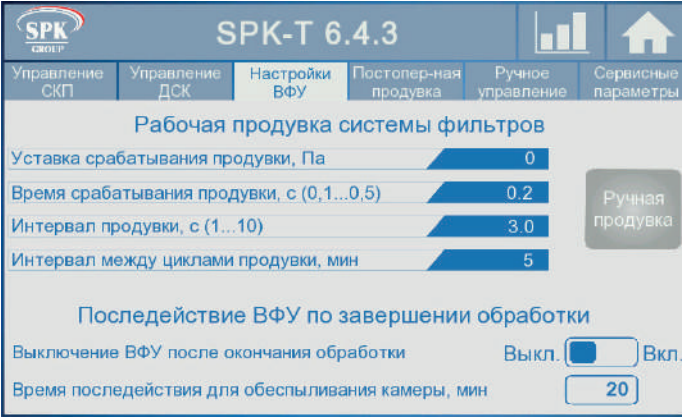 SPK
GROUP
SPK-T 6.4.3
Управление СКП
Управление ДСК
Настройки ВФУ
Постопер-ная продувка
Ручное управление
Сервисные параметры
Рабочая продувка системы фильтров
Уставка срабатывания продувки, Па 0
Время срабатывания продувки, с (0,1...0,5) 0.2
Интервал продувки, с (1...10) 3.0
Интервал между циклами продувки, мин 5
Ручная продувка
Последействие ВФУ по завершении обработки
Выключение ВФУ после окончания обработки Выкл. Вкл.
Время последействия для обеспыливания камеры, мин 20